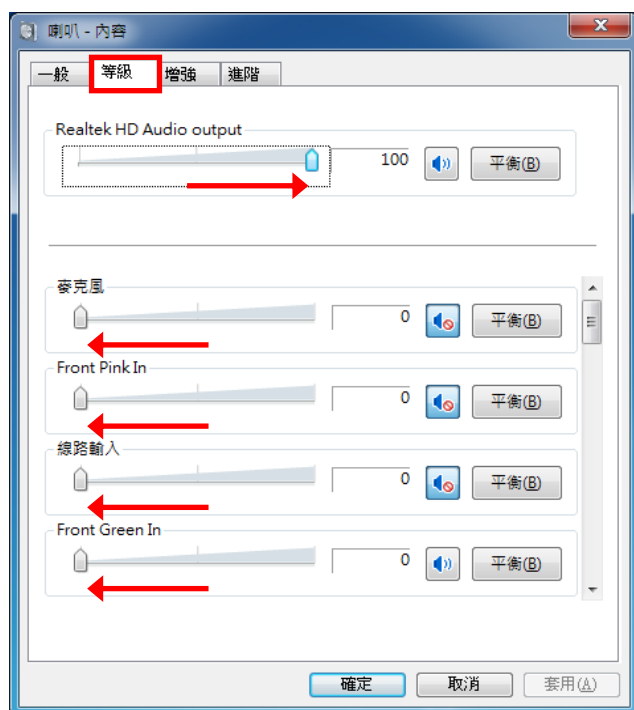 喇叭 - 內容
一般 等級 增強 進階
Realtek HD Audio output
100 平衡(B)
麥克風
0 平衡(B)
Front Pink In
0 平衡(B)
線路輸入
0 平衡(B)
Front Green In
0 平衡(B)
確定 取消 套用(A)